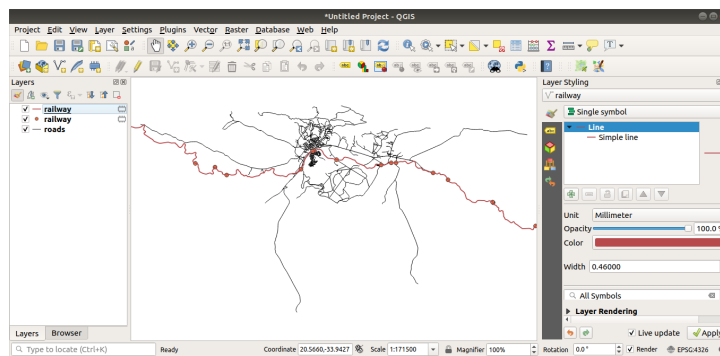 *Untitled Project - QGIS
Project Edit View Layer Settings Plugins Vector Raster Database Web Help
Layers
railway
railway
roads
Layers Browser
Layer Styling
railway
Single symbol
Line
Simple line
Unit Millimeter
Opacity 100.0
Color
Width 0.46000
All Symbols
Layer Rendering
Live update Apply
Type to locate (Ctrl+K) Ready Coordinate 20.5660,-33.9427 Scale 1:171500 Magnifier 100% Rotation 0.0° Render EPSG:4326